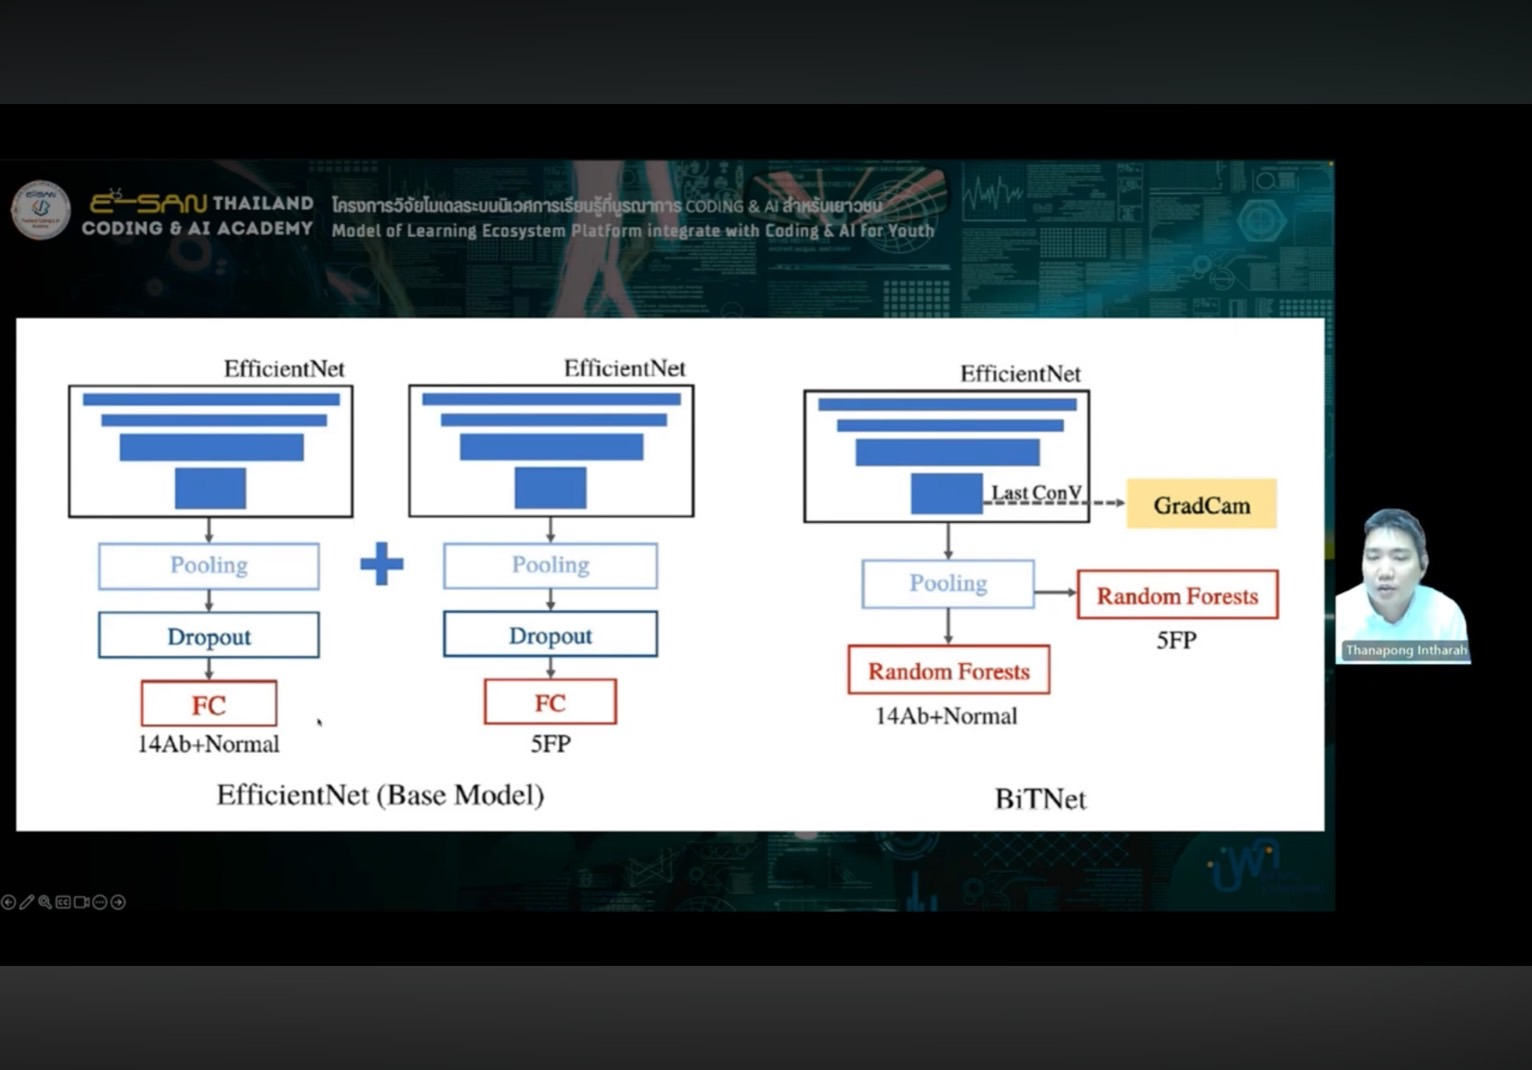 E-SAN THAILAND
CODING & AI ACADEMY
โครงการวิจัยโมเดลระบบนิเวศการเรียนรู้ที่บูรณาการ CODING & AI สำหรับเยาวชน
Model of Learning Ecosystem Platform integrate with Coding & AI for Youth
EfficientNet
Pooling
Dropout
FC
14Ab+Normal
EfficientNet
Pooling
Dropout
FC
5FP
EfficientNet (Base Model)
EfficientNet
Last ConV
GradCam
Pooling
Random Forests
5FP
Random Forests
14Ab+Normal
BiTNet
Thanapong Intharah